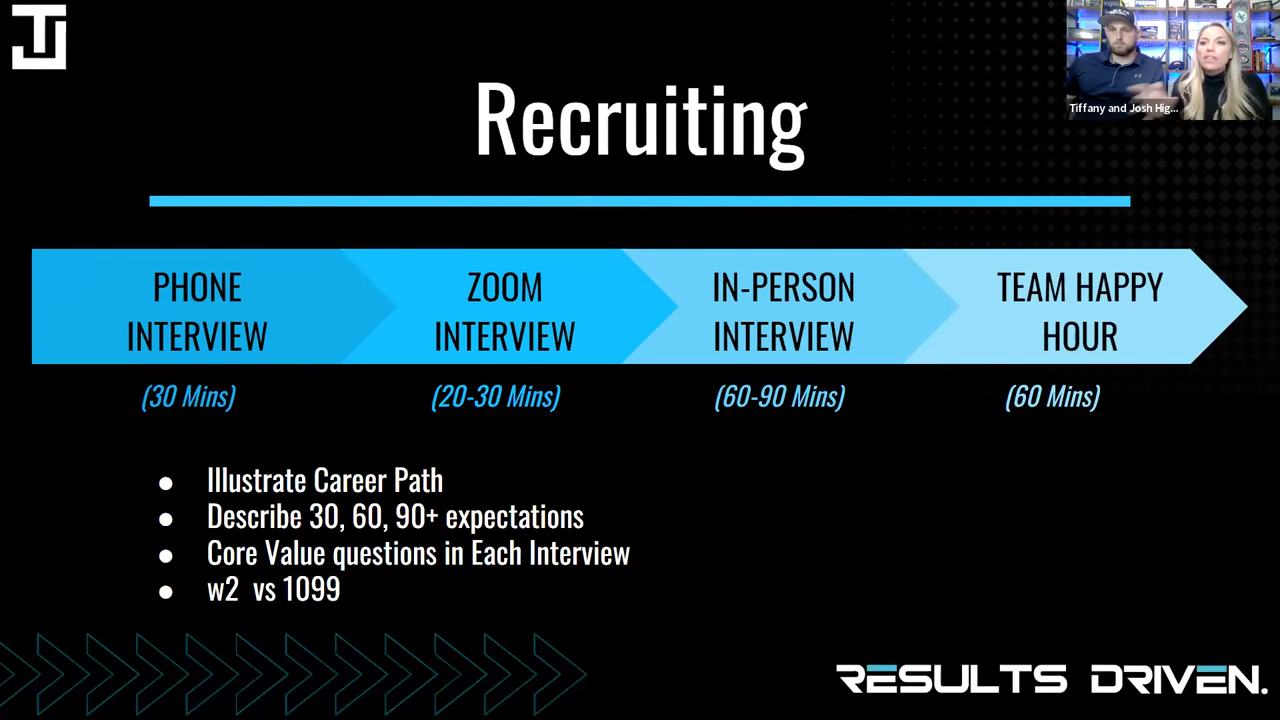 TJ
Tiffany and Josh Hig...
Recruiting
PHONE
INTERVIEW
ZOOM
INTERVIEW
IN-PERSON
INTERVIEW
TEAM HAPPY
HOUR
(30 Mins)
(20-30 Mins)
(60-90 Mins)
(60 Mins)
● Illustrate Career Path
● Describe 30, 60, 90+ expectations
● Core Value questions in Each Interview
● w2 vs 1099
RESULTS DRIVEN.